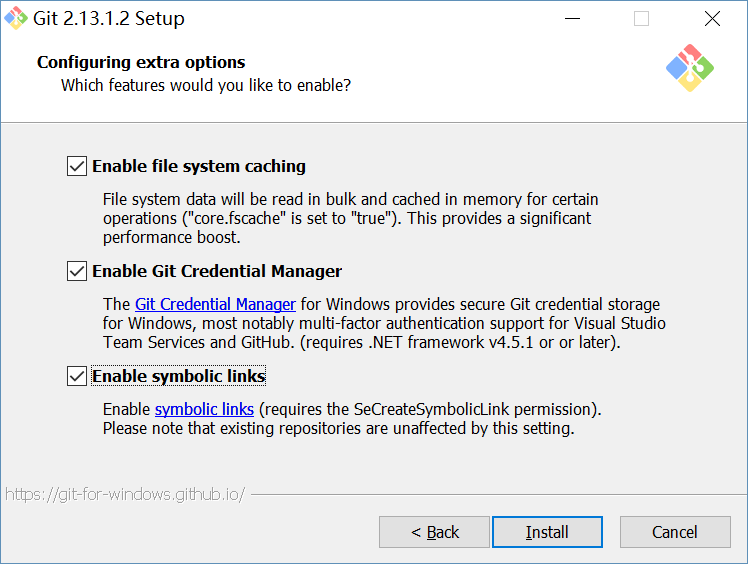 Git 2.13.1.2 Setup
Configuring extra options
Which features would you like to enable?
Enable file system caching
File system data will be read in bulk and cached in memory for certain
operations ("core.fscache" is set to "true"). This provides a significant
performance boost.
Enable Git Credential Manager
The Git Credential Manager for Windows provides secure Git credential storage
for Windows, most notably multi-factor authentication support for Visual Studio
Team Services and GitHub. (requires .NET framework v4.5.1 or or later).
Enable symbolic links
Enable symbolic links (requires the SeCreateSymbolicLink permission).
Please note that existing repositories are unaffected by this setting.
https://git-for-windows.github.io/
< Back
Install
Cancel